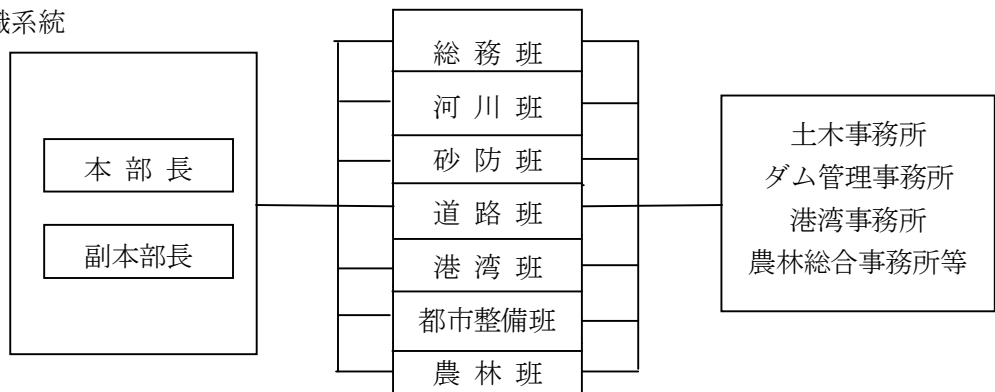 織系統
本部長
副本部長
総務班
河川班
砂防班
道路班
港湾班
都市整備班
農林班
土木事務所
ダム管理事務所
港湾事務所
農林総合事務所等